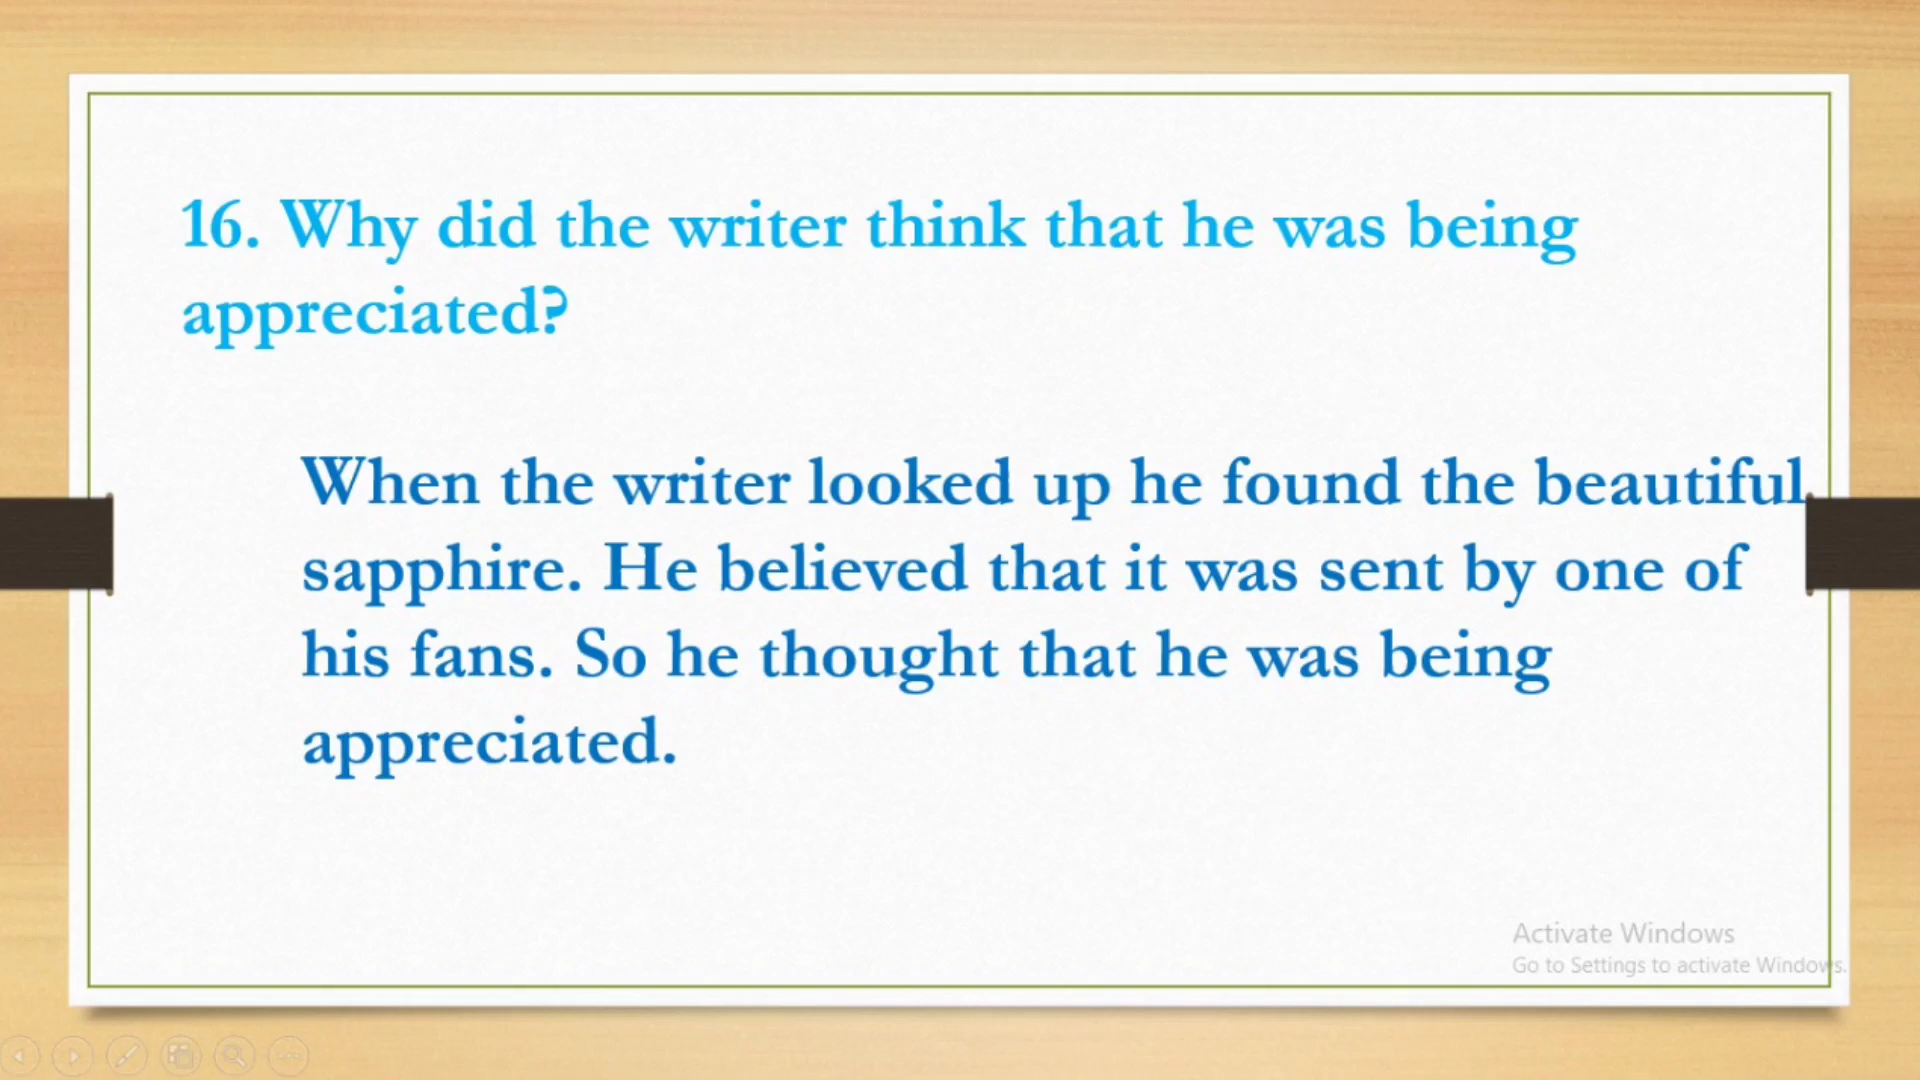 16. Why did the writer think that he was being
appreciated?
When the writer looked up he found the beautiful
sapphire. He believed that it was sent by one of
his fans. So he thought that he was being
appreciated.
Activate Windows
Go to Settings to activate Windows.